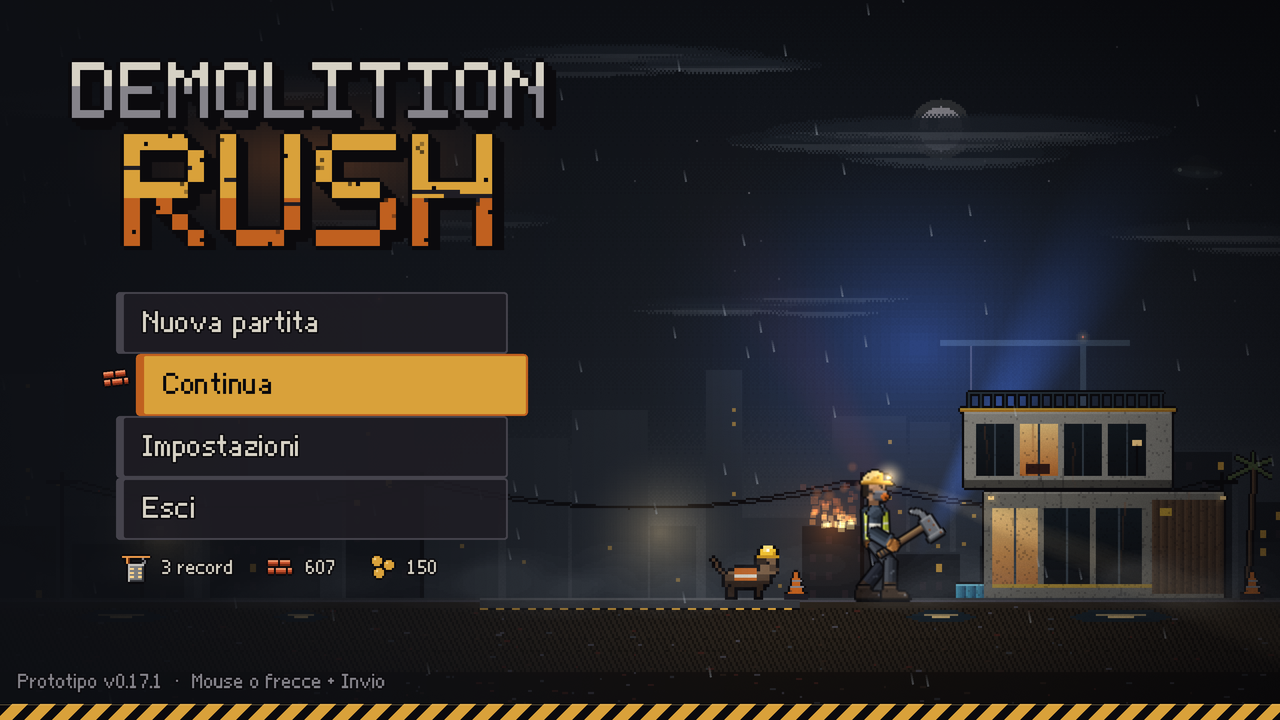 DEMOLITION
RUSH
Nuova partita
Continua
Impostazioni
Esci
3 record 607 150
Prototipo v0.17.1 · Mouse o frecce + Invio